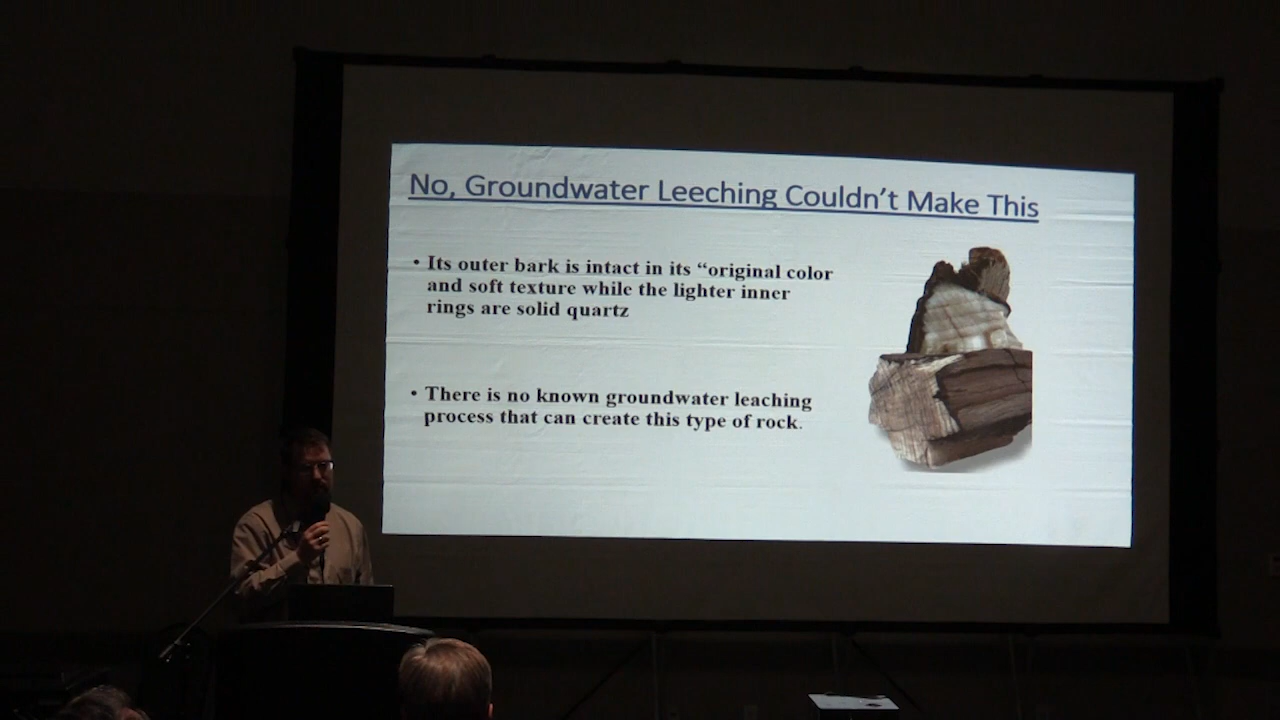 No, Groundwater Leeching Couldn't Make This
• Its outer bark is intact in its “original color
and soft texture while the lighter inner
rings are solid quartz
• There is no known groundwater leaching
process that can create this type of rock.